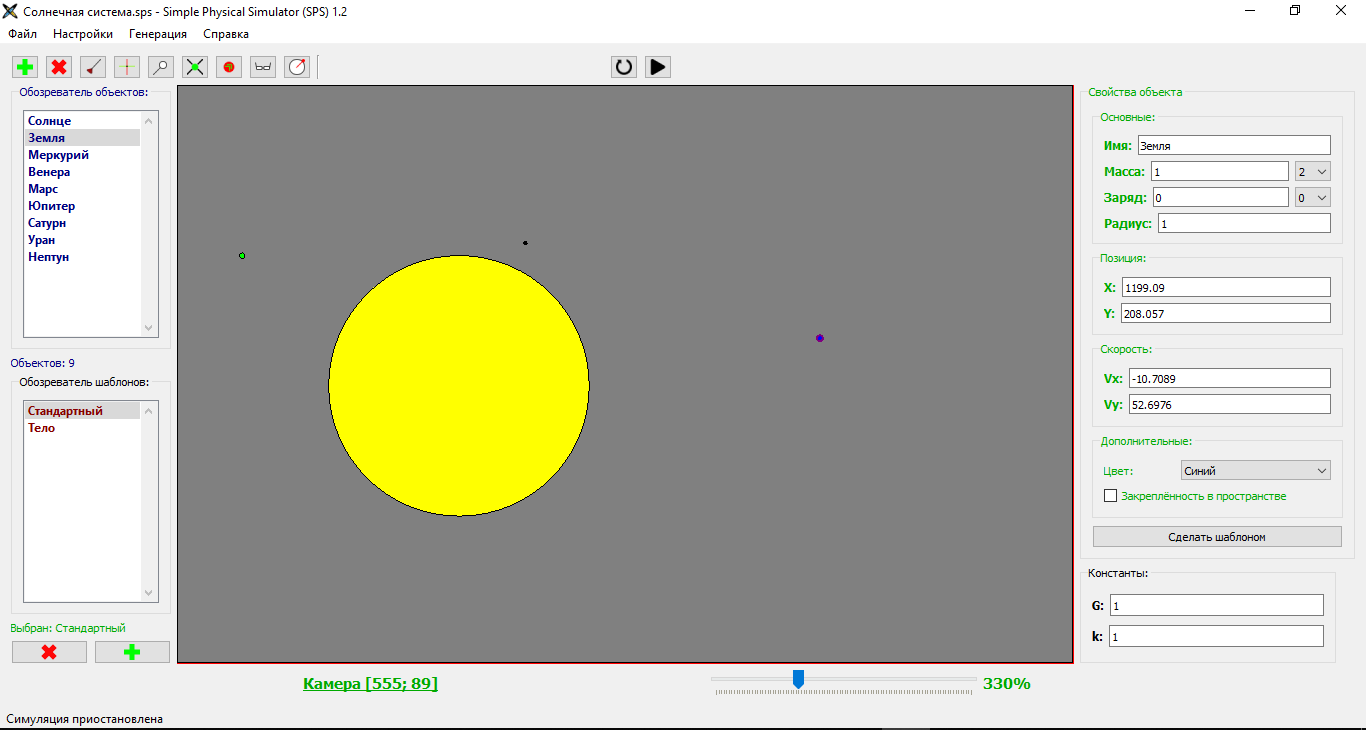 Солнечная система.sps - Simple Physical Simulator (SPS) 1.2
Файл Настройки Генерация Справка
Обозреватель объектов:
Солнце
Земля
Меркурий
Венера
Марс
Юпитер
Сатурн
Уран
Нептун
Объектов: 9
Обозреватель шаблонов:
Стандартный
Тело
Выбран: Стандартный
Камера [555; 89]
330%
Свойства объекта
Основные:
Имя: Земля
Масса: 1 2
Заряд: 0 0
Радиус: 1
Позиция:
X: 1199.09
Y: 208.057
Скорость:
Vx: -10.7089
Vy: 52.6976
Дополнительные:
Цвет: Синий
Закреплённость в пространстве
Сделать шаблоном
Константы:
G: 1
k: 1
Симуляция приостановлена